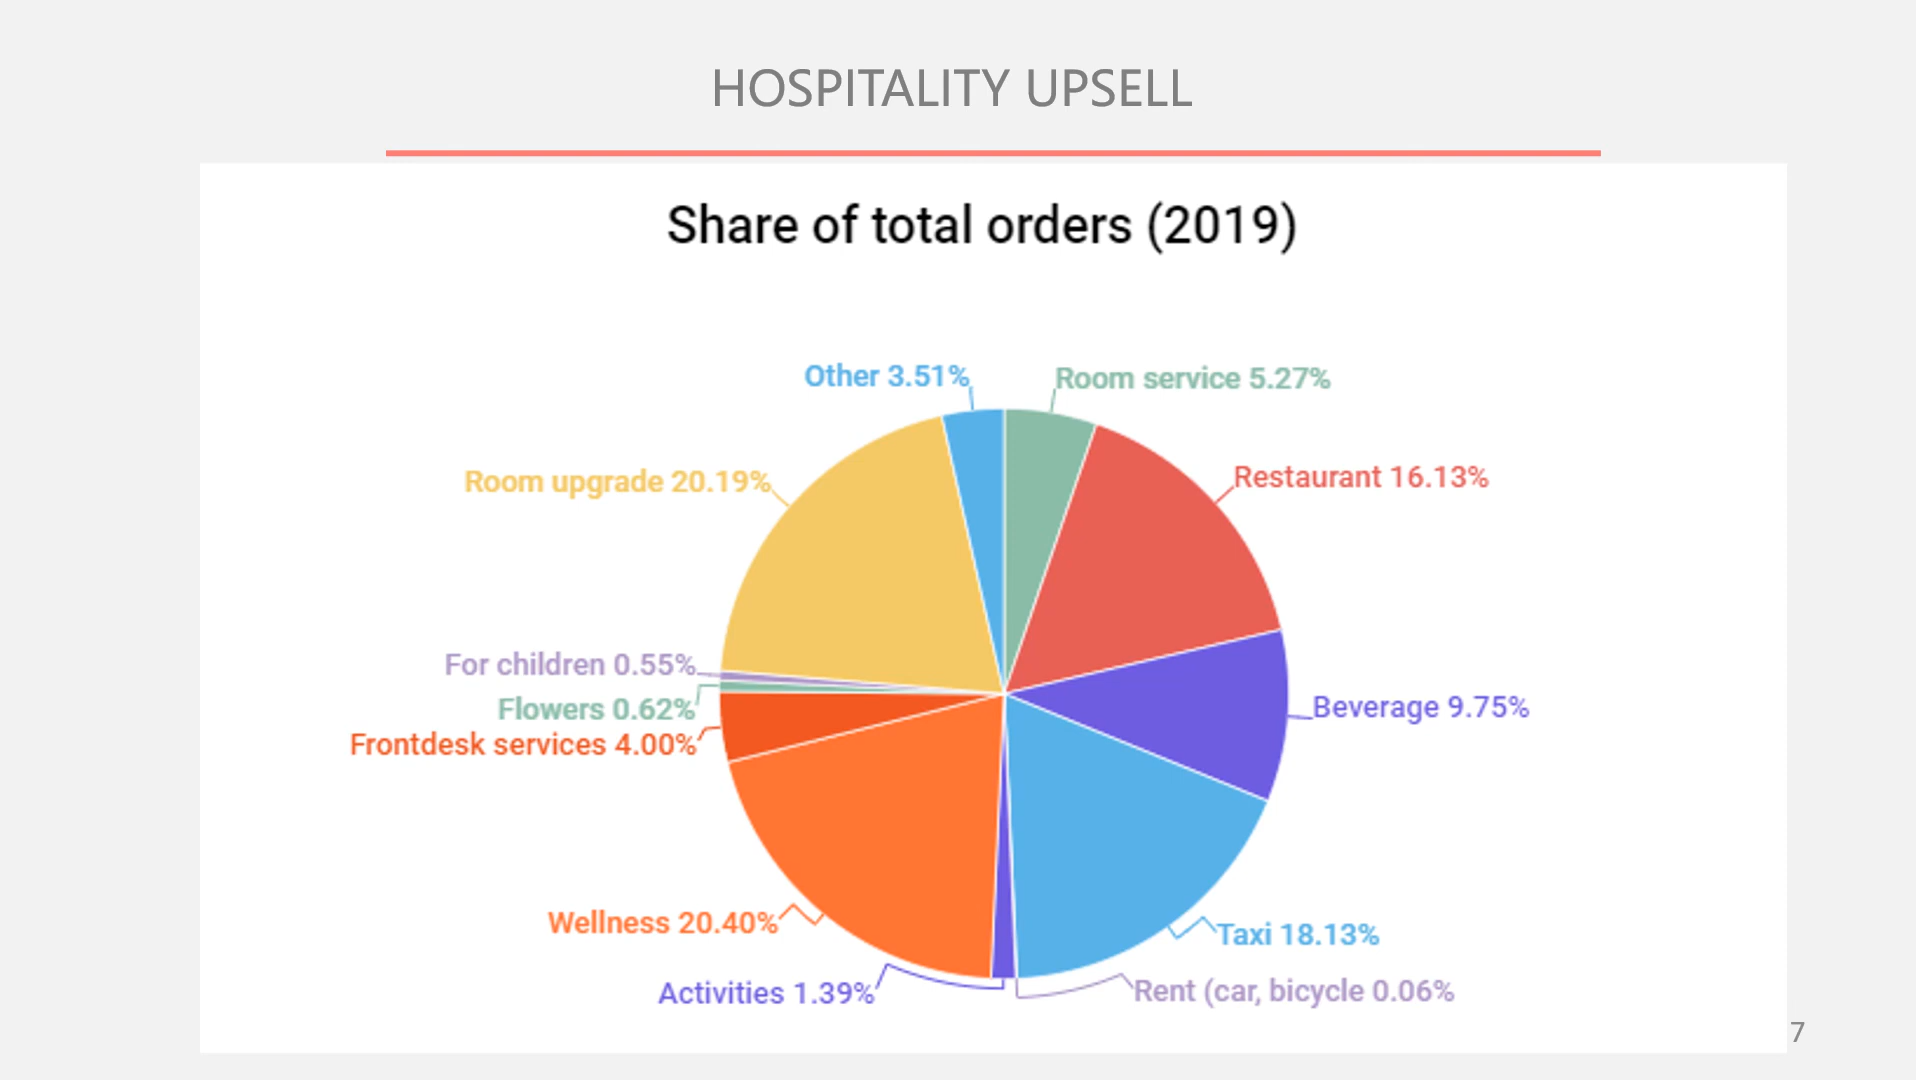 HOSPITALITY UPSELL
Share of total orders (2019)
Other 3.51%
Room service 5.27%
Room upgrade 20.19%
Restaurant 16.13%
For children 0.55%
Flowers 0.62%
Beverage 9.75%
Frontdesk services 4.00%
Wellness 20.40%
Taxi 18.13%
Activities 1.39%
Rent (car, bicycle 0.06%
7